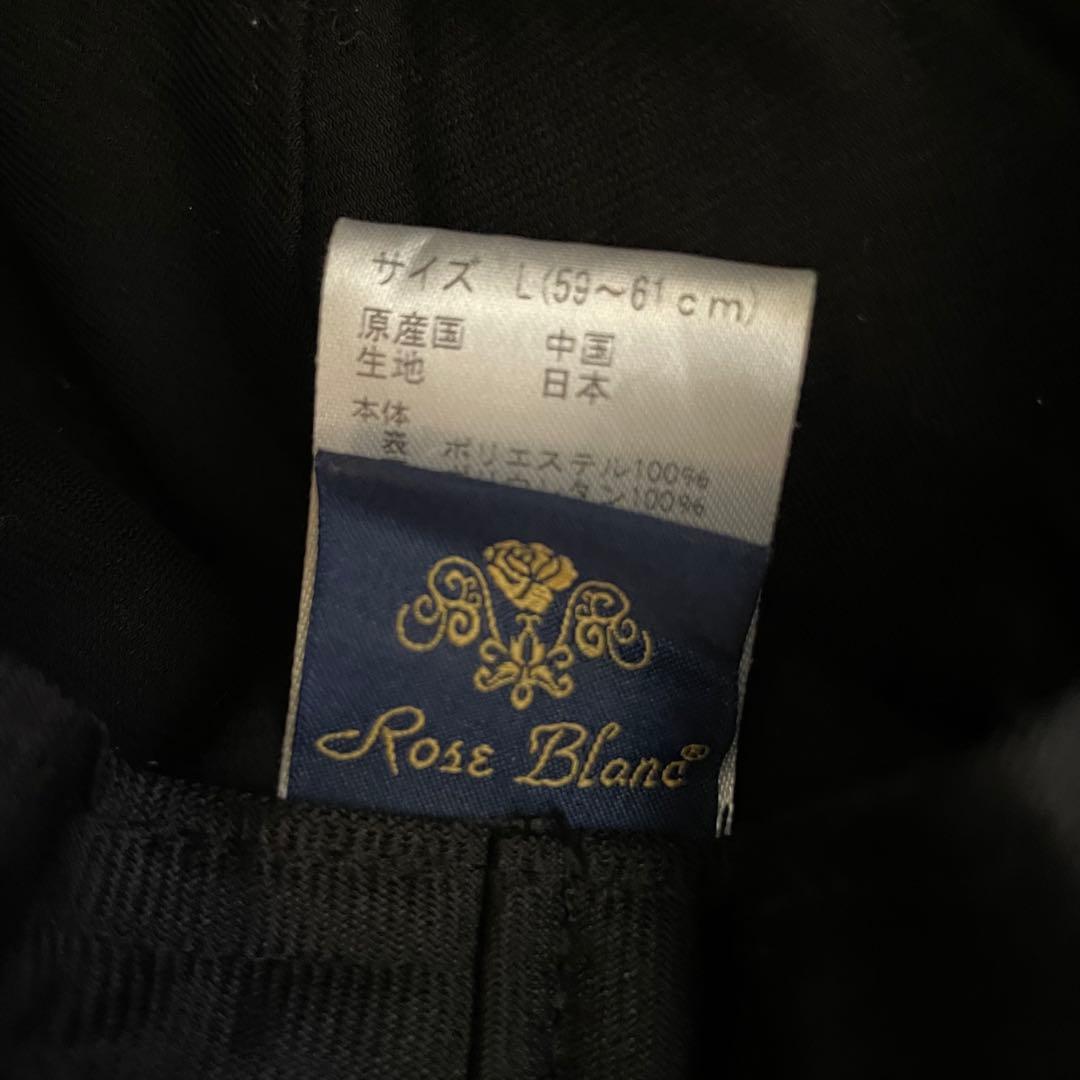 サイズ L(59～61cm)
原産国 中国
生地 日本
本体
表 ポリエステル100%
100%
Rose Blanc®